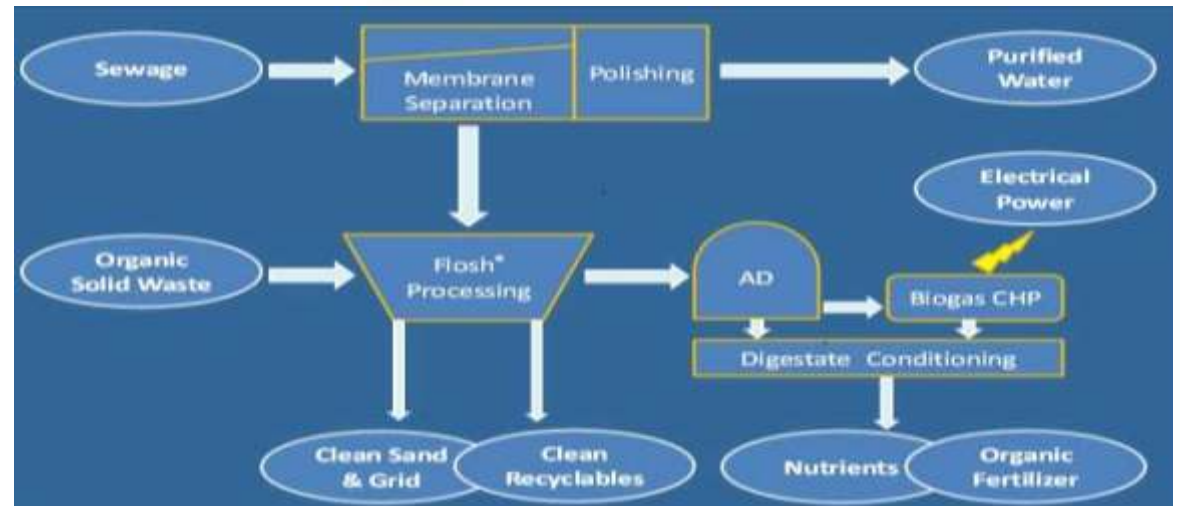 Sewage
Membrane
Separation
Polishing
Purified
Water
Electrical
Power
Organic
Solid Waste
Flosh®
Processing
AD
Biogas CHP
Digestate Conditioning
Clean Sand
& Grid
Clean
Recyclables
Nutrients
Organic
Fertilizer